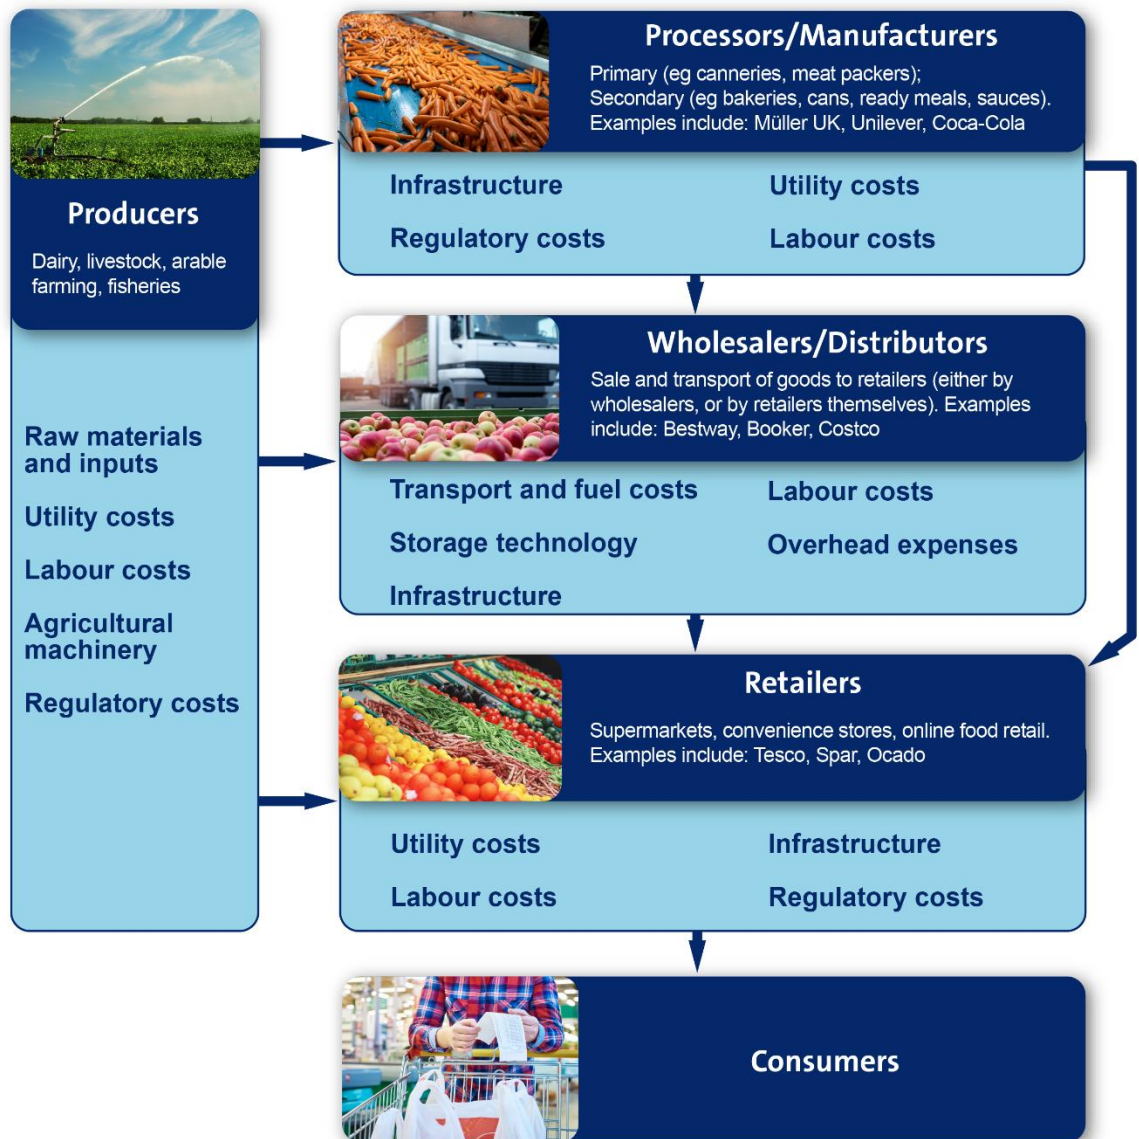 Producers
Dairy, livestock, arable
farming, fisheries
Raw materials
and inputs
Utility costs
Labour costs
Agricultural
machinery
Regulatory costs
Processors/Manufacturers
Primary (eg canneries, meat packers);
Secondary (eg bakeries, cans, ready meals, sauces).
Examples include: Müller UK, Unilever, Coca-Cola
Infrastructure
Utility costs
Regulatory costs
Labour costs
Wholesalers/Distributors
Sale and transport of goods to retailers (either by
wholesalers, or by retailers themselves). Examples
include: Bestway, Booker, Costco
Transport and fuel costs
Labour costs
Storage technology
Overhead expenses
Infrastructure
Retailers
Supermarkets, convenience stores, online food retail.
Examples include: Tesco, Spar, Ocado
Utility costs
Infrastructure
Labour costs
Regulatory costs
Consumers